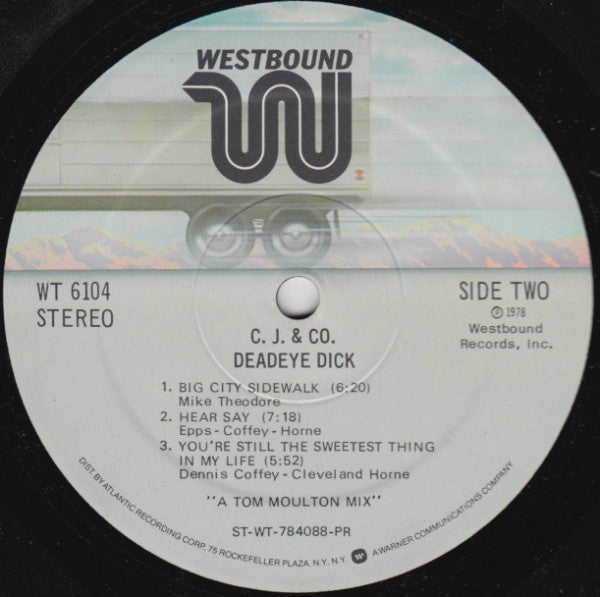 WESTBOUND
W
WT 6104
STEREO
SIDE TWO
℗ 1978
Westbound
Records, Inc.
C. J. & CO.
DEADEYE DICK
1. BIG CITY SIDEWALK (6:20)
Mike Theodore
2. HEAR SAY (7:18)
Epps-Coffey-Horne
3. YOU'RE STILL THE SWEETEST THING
IN MY LIFE (5:52)
Dennis Coffey-Cleveland Horne
"A TOM MOULTON MIX"
ST-WT-784088-PR
DIST. BY ATLANTIC RECORDING CORP. 75 ROCKEFELLER PLAZA, N.Y., N.Y. W A WARNER COMMUNICATIONS COMPANY